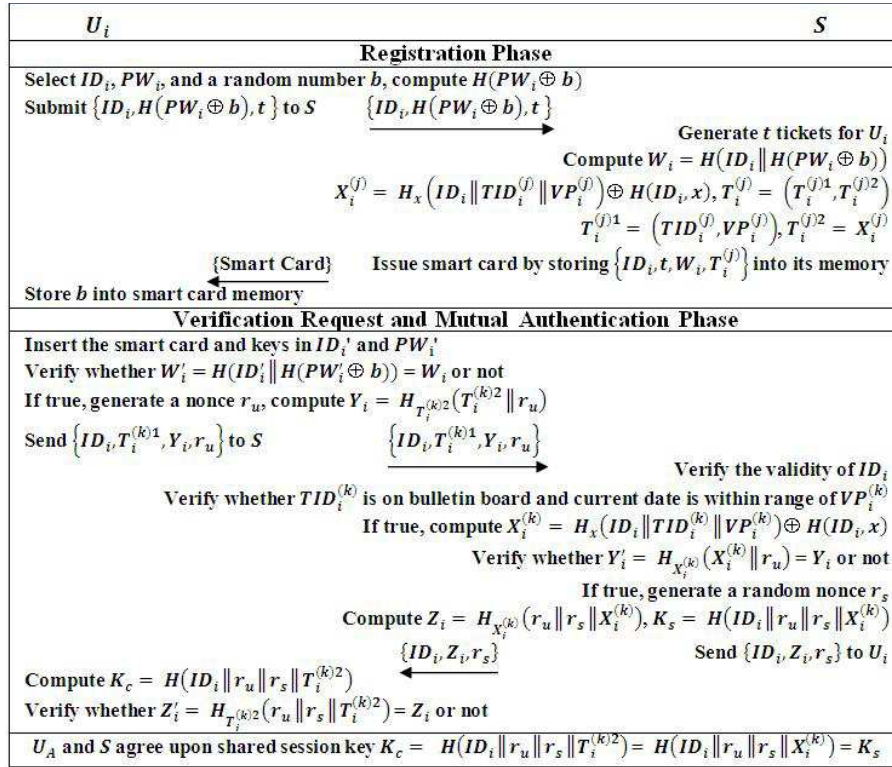 U_i S
Registration Phase
Select ID_i, PW_i, and a random number b, compute H(PW_i ⊕ b)
Submit {ID_i, H(PW_i ⊕ b), t} to S {ID_i, H(PW_i ⊕ b), t}
Generate t tickets for U_i
Compute W_i = H(ID_i ∥ H(PW_i ⊕ b))
X_i^(j) = H_x(ID_i ∥ TID_i^(j) ∥ VP_i^(j)) ⊕ H(ID_i, x), T_i^(j) = (T_i^(j)1, T_i^(j)2)
T_i^(j)1 = (TID_i^(j), VP_i^(j)), T_i^(j)2 = X_i^(j)
{Smart Card} Issue smart card by storing {ID_i, t, W_i, T_i^(j)} into its memory
Store b into smart card memory
Verification Request and Mutual Authentication Phase
Insert the smart card and keys in ID_i' and PW_i'
Verify whether W_i' = H(ID_i' ∥ H(PW_i' ⊕ b)) = W_i or not
If true, generate a nonce r_u, compute Y_i = H_{T_i^(k)2}(T_i^(k)2 ∥ r_u)
Send {ID_i, T_i^(k)1, Y_i, r_u} to S {ID_i, T_i^(k)1, Y_i, r_u}
Verify the validity of ID_i
Verify whether TID_i^(k) is on bulletin board and current date is within range of VP_i^(k)
If true, compute X_i^(k) = H_x(ID_i ∥ TID_i^(k) ∥ VP_i^(k)) ⊕ H(ID_i, x)
Verify whether Y_i' = H_{X_i^(k)}(X_i^(k) ∥ r_u) = Y_i or not
If true, generate a random nonce r_s
Compute Z_i = H_{X_i^(k)}(r_u ∥ r_s ∥ X_i^(k)), K_s = H(ID_i ∥ r_u ∥ r_s ∥ X_i^(k))
{ID_i, Z_i, r_s} Send {ID_i, Z_i, r_s} to U_i
Compute K_c = H(ID_i ∥ r_u ∥ r_s ∥ T_i^(k)2)
Verify whether Z_i' = H_{T_i^(k)2}(r_u ∥ r_s ∥ T_i^(k)2) = Z_i or not
U_A and S agree upon shared session key K_c = H(ID_i ∥ r_u ∥ r_s ∥ T_i^(k)2) = H(ID_i ∥ r_u ∥ r_s ∥ X_i^(k)) = K_s